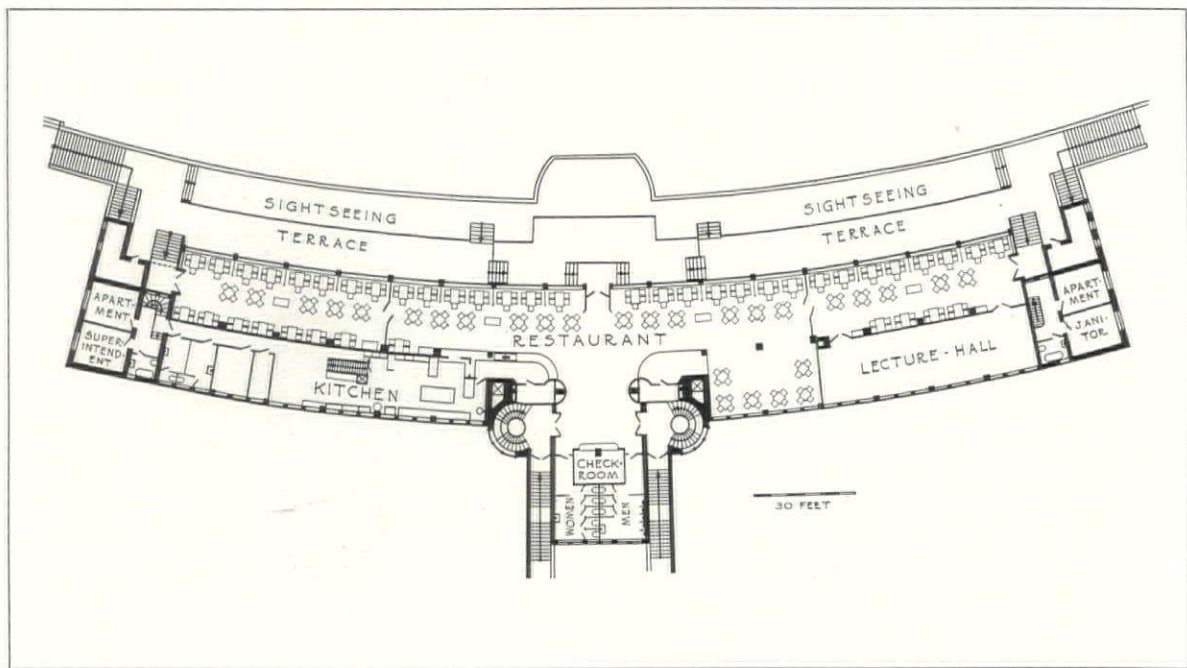 SIGHTSEEING
TERRACE
SIGHTSEEING
TERRACE
APART-
MENT
SUPER-
INTEND-
ENT
RESTAURANT
KITCHEN
LECTURE-HALL
APART-
MENT
JANI-
TOR
CHECK-
ROOM
WOMEN
MEN
30 FEET